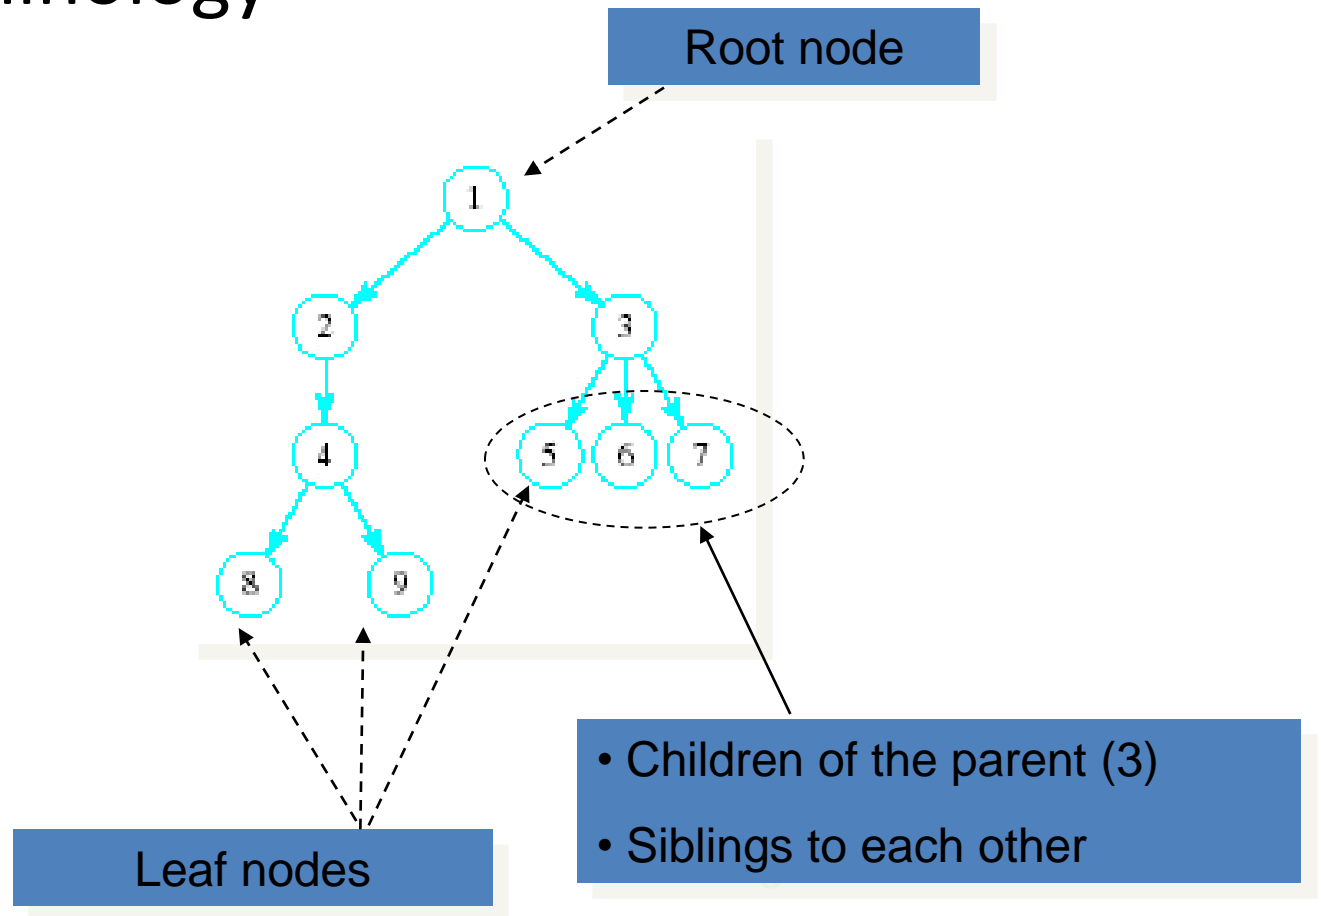 Root node
1
2
3
4
5
6
7
8
9
• Children of the parent (3)
• Siblings to each other
Leaf nodes